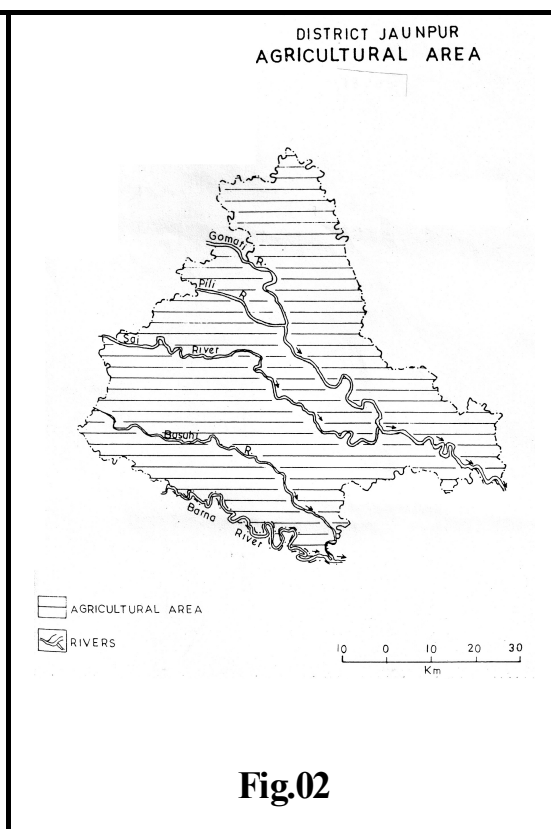 DISTRICT JAUNPUR
AGRICULTURAL AREA
Gomati R.
Pili R.
Sai River
Basuhi R.
Barna River
AGRICULTURAL AREA
RIVERS
10 0 10 20 30
Km
Fig.02